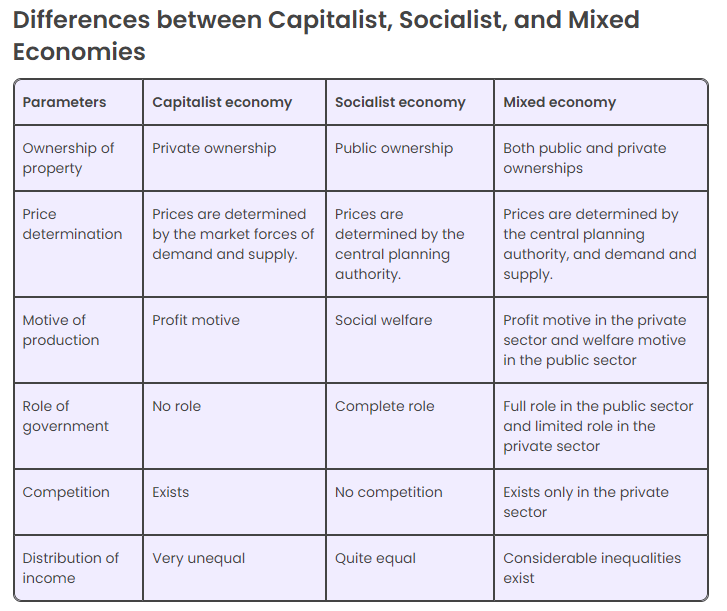 Differences between Capitalist, Socialist, and Mixed
Economies
Parameters
Capitalist economy
Socialist economy
Mixed economy
Ownership of
property
Private ownership
Public ownership
Both public and private
ownerships
Price
determination
Prices are determined
by the market forces of
demand and supply.
Prices are
determined by the
central planning
authority.
Prices are determined by
the central planning
authority, and demand and
supply.
Motive of
production
Profit motive
Social welfare
Profit motive in the private
sector and welfare motive
in the public sector
Role of
government
No role
Complete role
Full role in the public sector
and limited role in the
private sector
Competition
Exists
No competition
Exists only in the private
sector
Distribution of
income
Very unequal
Quite equal
Considerable inequalities
exist